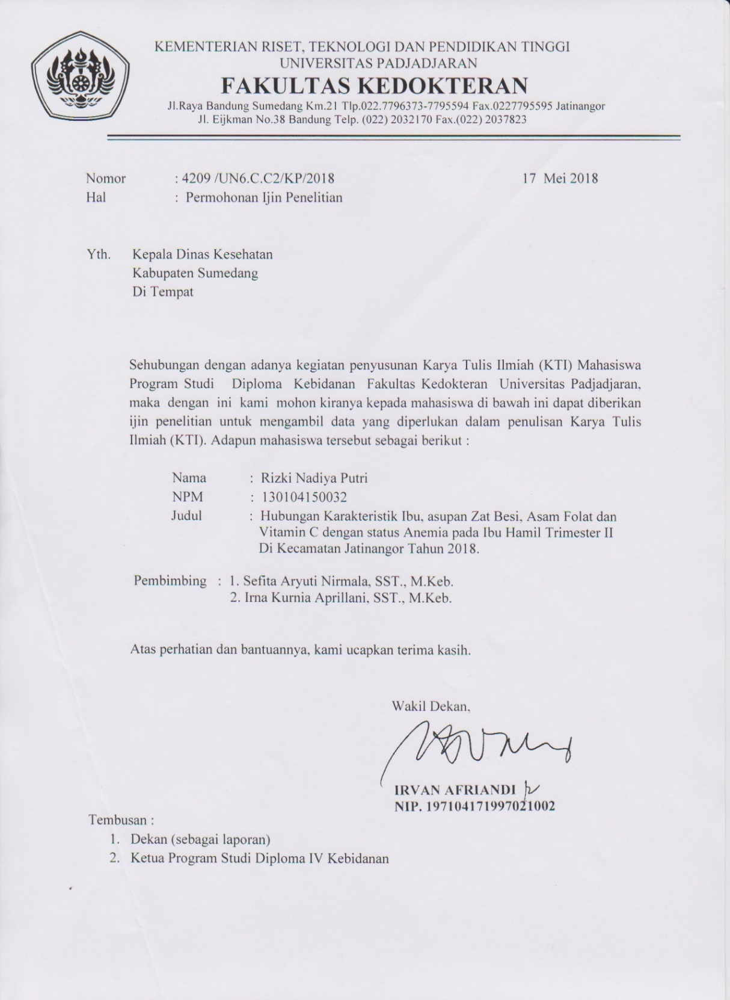 KEMENTERIAN RISET, TEKNOLOGI DAN PENDIDIKAN TINGGI
UNIVERSITAS PADJADJARAN
FAKULTAS KEDOKTERAN
Jl.Raya Bandung Sumedang Km.21 Tlp.022.7796373-7795594 Fax.0227795595 Jatinangor
Jl. Eijkman No.38 Bandung Telp. (022) 2032170 Fax.(022) 2037823
Nomor : 4209 /UN6.C.C2/KP/2018 17 Mei 2018
Hal : Permohonan Ijin Penelitian
Yth. Kepala Dinas Kesehatan
Kabupaten Sumedang
Di Tempat
Sehubungan dengan adanya kegiatan penyusunan Karya Tulis Ilmiah (KTI) Mahasiswa
Program Studi Diploma Kebidanan Fakultas Kedokteran Universitas Padjadjaran,
maka dengan ini kami mohon kiranya kepada mahasiswa di bawah ini dapat diberikan
ijin penelitian untuk mengambil data yang diperlukan dalam penulisan Karya Tulis
Ilmiah (KTI). Adapun mahasiswa tersebut sebagai berikut :
Nama : Rizki Nadiya Putri
NPM : 130104150032
Judul : Hubungan Karakteristik Ibu, asupan Zat Besi, Asam Folat dan
Vitamin C dengan status Anemia pada Ibu Hamil Trimester II
Di Kecamatan Jatinangor Tahun 2018.
Pembimbing : 1. Sefita Aryuti Nirmala, SST., M.Keb.
2. Irna Kurnia Aprillani, SST., M.Keb.
Atas perhatian dan bantuannya, kami ucapkan terima kasih.
Wakil Dekan,
IRVAN AFRIANDI
NIP. 197104171997021002
Tembusan :
1. Dekan (sebagai laporan)
2. Ketua Program Studi Diploma IV Kebidanan